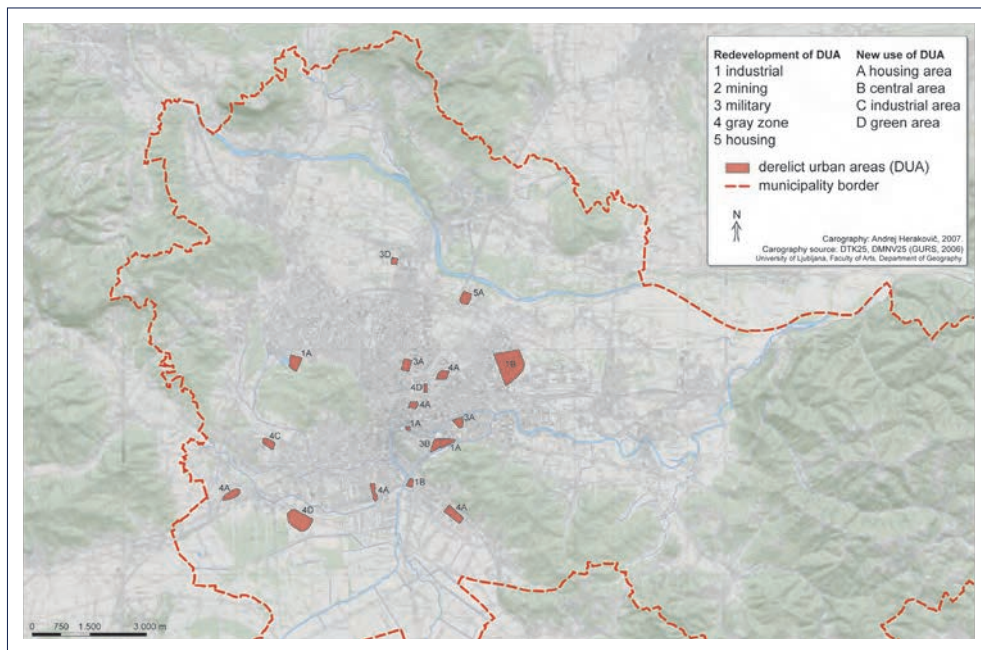 Redevelopment of DUA
1 industrial
2 mining
3 military
4 gray zone
5 housing
New use of DUA
A housing area
B central area
C industrial area
D green area
derelict urban areas (DUA)
municipality border
N
Carography: Andrej Herakovič, 2007.
Carography source: DTK25, DMNV25 (GURS, 2006)
University of Ljubljana, Faculty of Arts, Department of Geography.
3D
5A
1A
3A
4A
4D
4A
1A
3A
3B
1A
4C
4A
4D
4A
1B
4A
0 750 1.500 3 000 m